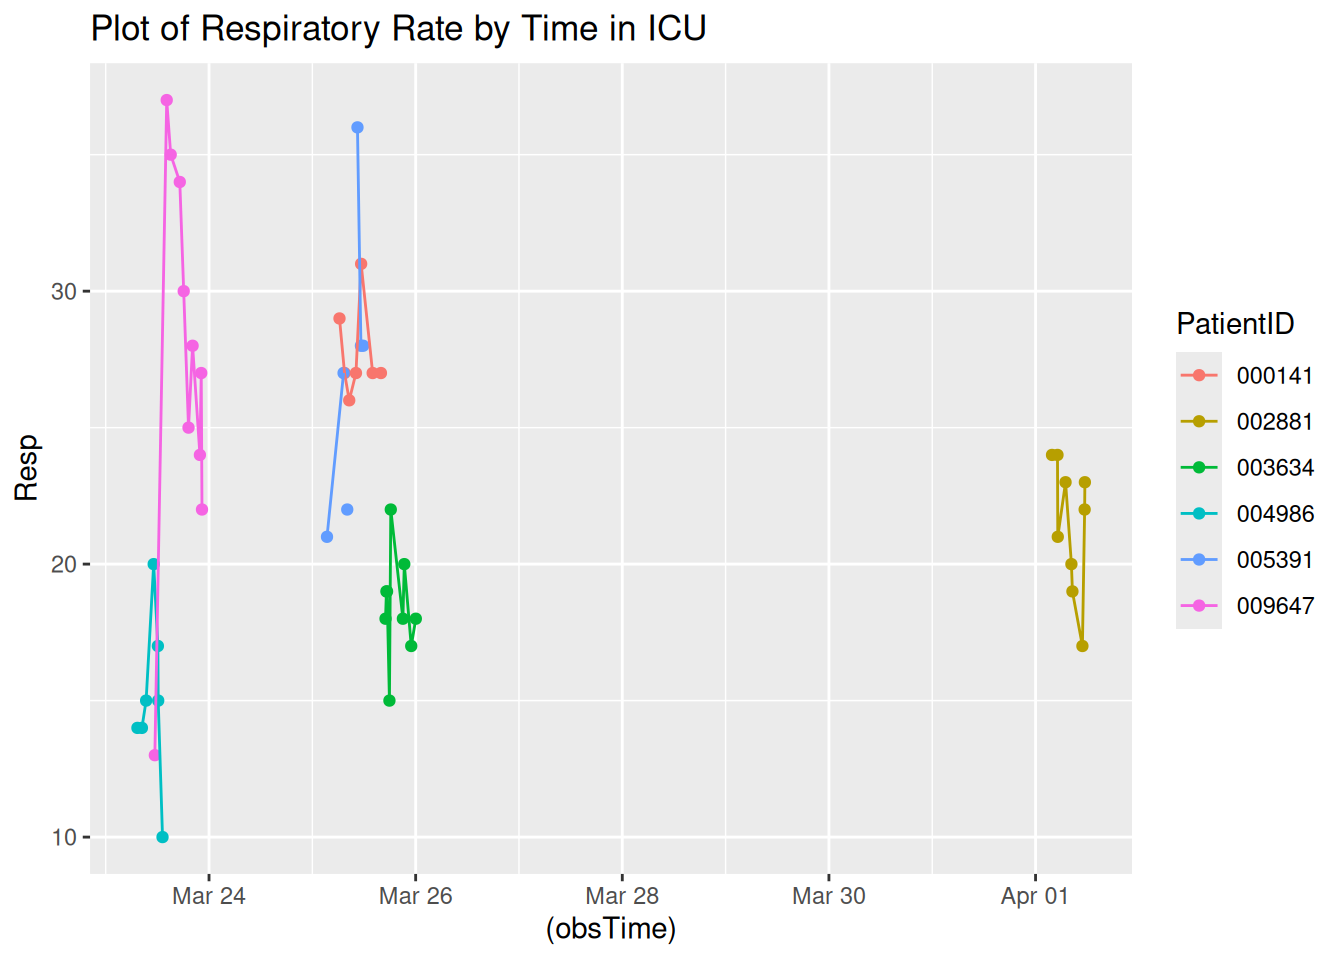 Plot of Respiratory Rate by Time in ICU
Resp
30
20
10
Mar 24
Mar 26
Mar 28
Mar 30
Apr 01
(obsTime)
PatientID
000141
002881
003634
004986
005391
009647